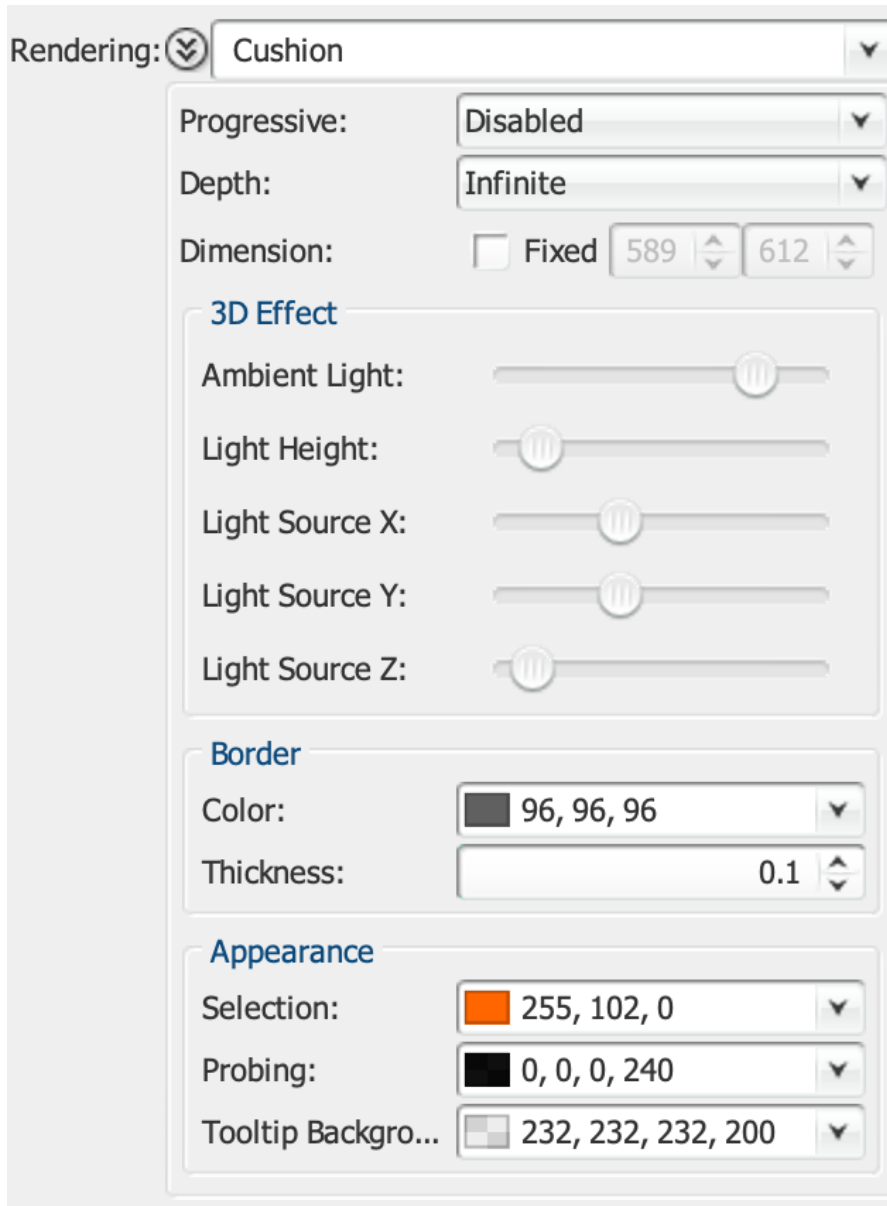 Rendering: Cushion
Progressive: Disabled
Depth: Infinite
Dimension: Fixed 589 612
3D Effect
Ambient Light:
Light Height:
Light Source X:
Light Source Y:
Light Source Z:
Border
Color: 96, 96, 96
Thickness: 0.1
Appearance
Selection: 255, 102, 0
Probing: 0, 0, 0, 240
Tooltip Backgro... 232, 232, 232, 200